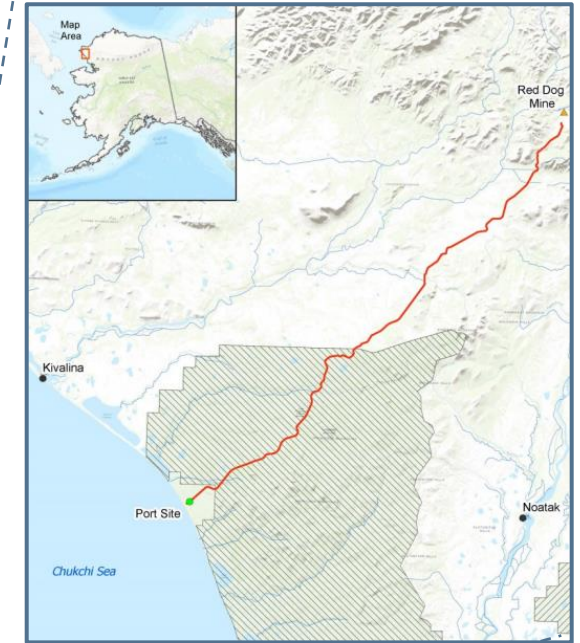 Map
Area
Red Dog
Mine
Kivalina
Port Site
Noatak
Chukchi Sea